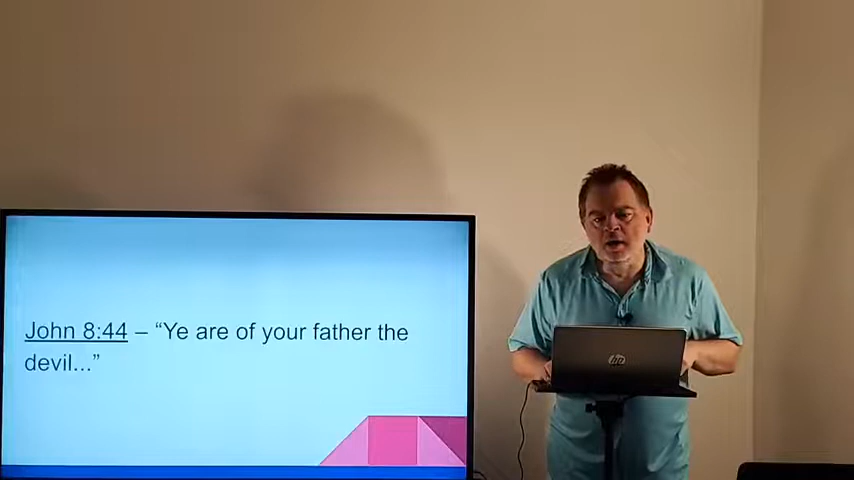 John 8:44 – “Ye are of your father the
devil...”
hp